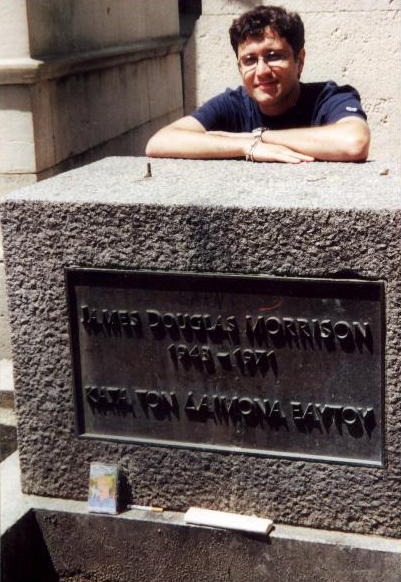 JAMES DOUGLAS MORRISON
1943 - 1971
ΚΑΤΑ ΤΟΝ ΔΑΙΜΟΝΑ ΕΑΥΤΟΥ